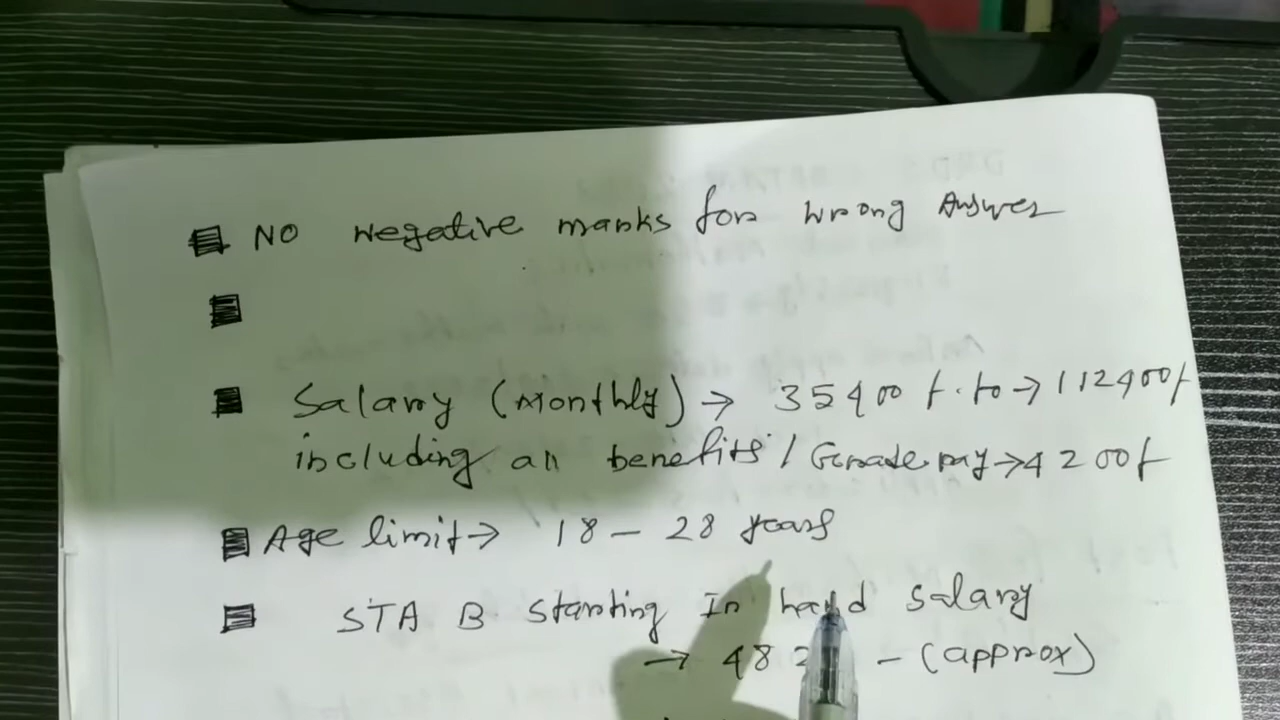 NO Negative marks for wrong Answer
Salary (Monthly) → 35400 /. to → 112400/-
including all benefits / Grade pay → 4200/-
Age limit → 18 – 28 years
STA B starting In hand salary
→ 48 – (approx)